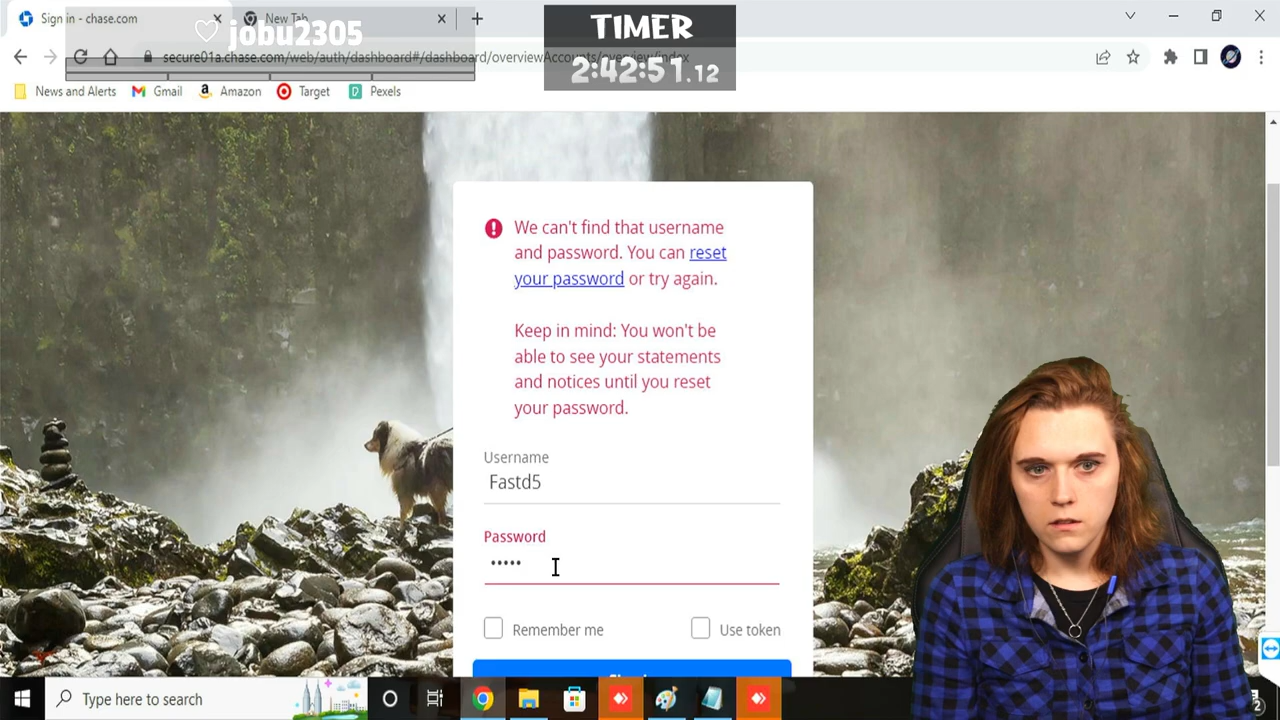 Sign in - chase.com
New Tab
jobu2305
TIMER
2:42:51.12
secure01a.chase.com/web/auth/dashboard#/dashboard/overviewAccounts/overview/index
News and Alerts
Gmail
Amazon
Target
Pexels
We can't find that username
and password. You can reset
your password or try again.
Keep in mind: You won't be
able to see your statements
and notices until you reset
your password.
Username
Fastd5
Password
Remember me
Use token
Type here to search